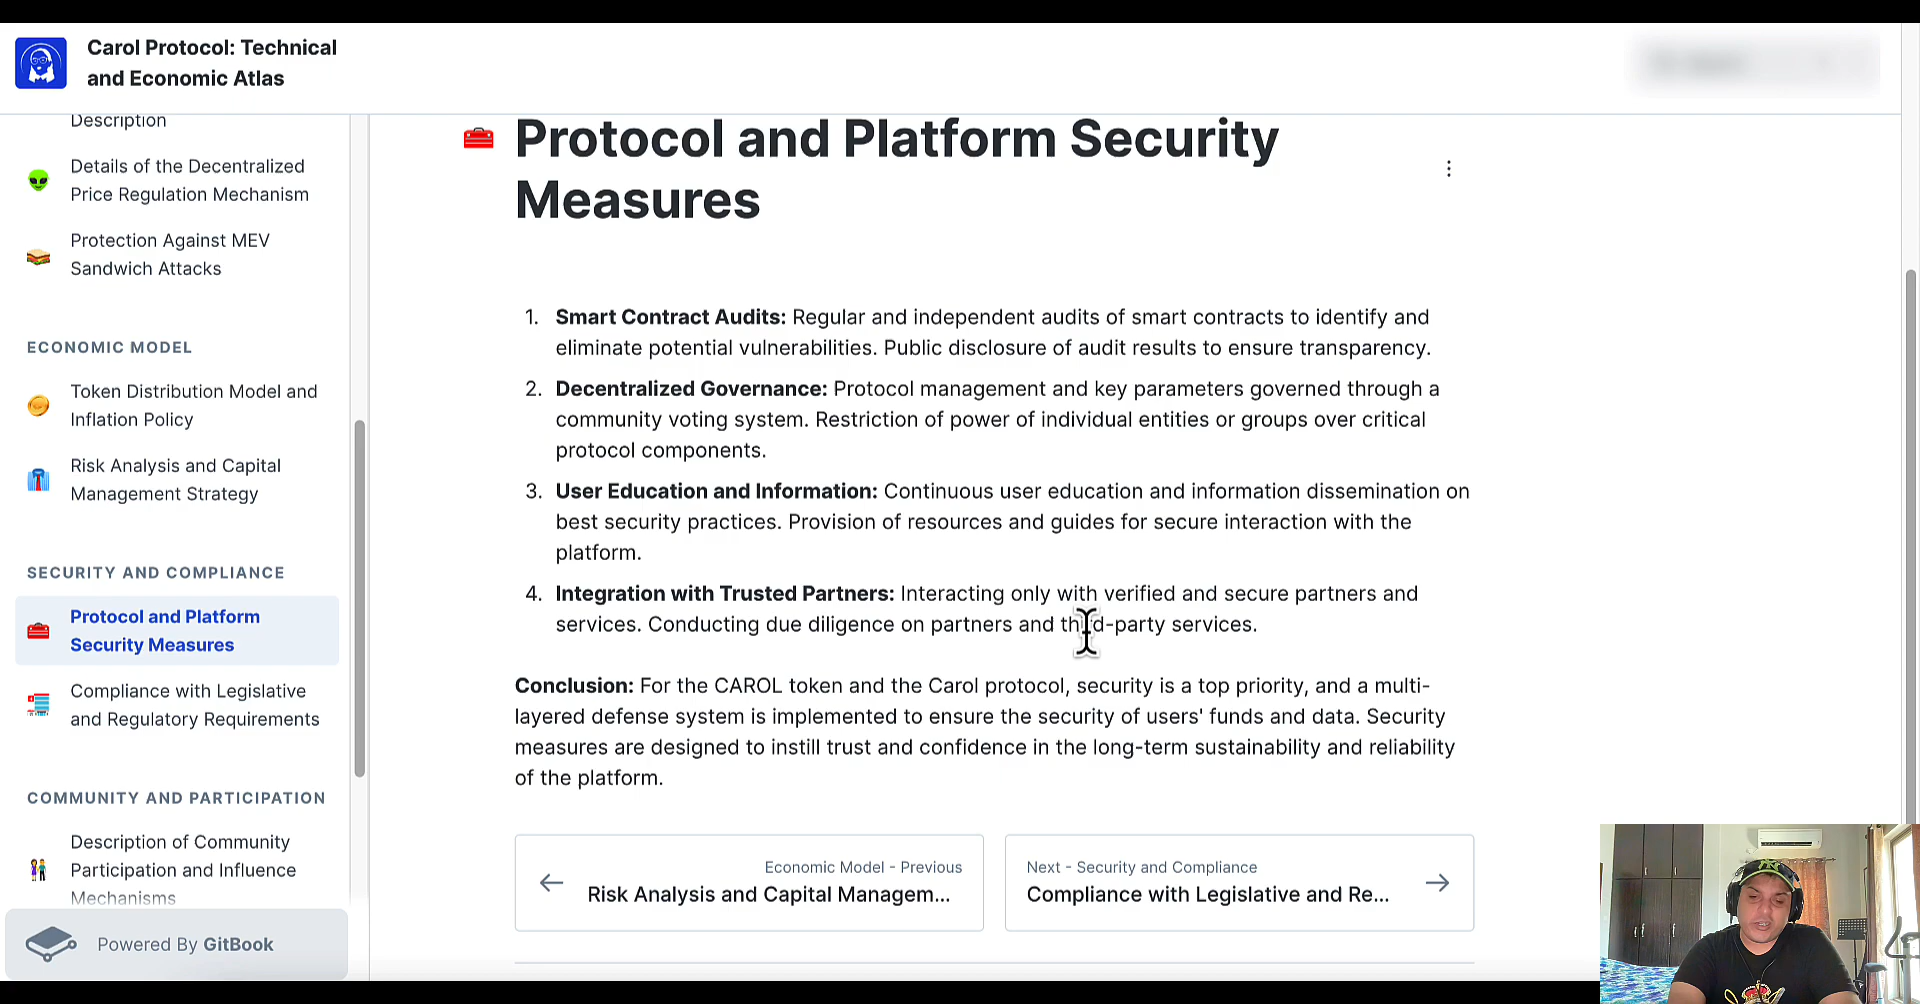 Carol Protocol: Technical
and Economic Atlas
Description
Details of the Decentralized
Price Regulation Mechanism
Protection Against MEV
Sandwich Attacks
ECONOMIC MODEL
Token Distribution Model and
Inflation Policy
Risk Analysis and Capital
Management Strategy
SECURITY AND COMPLIANCE
Protocol and Platform
Security Measures
Compliance with Legislative
and Regulatory Requirements
COMMUNITY AND PARTICIPATION
Description of Community
Participation and Influence
Mechanisms
Powered By GitBook
Protocol and Platform Security
Measures
1. Smart Contract Audits: Regular and independent audits of smart contracts to identify and
eliminate potential vulnerabilities. Public disclosure of audit results to ensure transparency.
2. Decentralized Governance: Protocol management and key parameters governed through a
community voting system. Restriction of power of individual entities or groups over critical
protocol components.
3. User Education and Information: Continuous user education and information dissemination on
best security practices. Provision of resources and guides for secure interaction with the
platform.
4. Integration with Trusted Partners: Interacting only with verified and secure partners and
services. Conducting due diligence on partners and third-party services.
Conclusion: For the CAROL token and the Carol protocol, security is a top priority, and a multi-
layered defense system is implemented to ensure the security of users' funds and data. Security
measures are designed to instill trust and confidence in the long-term sustainability and reliability
of the platform.
Economic Model - Previous
Risk Analysis and Capital Managem...
Next - Security and Compliance
Compliance with Legislative and Re...